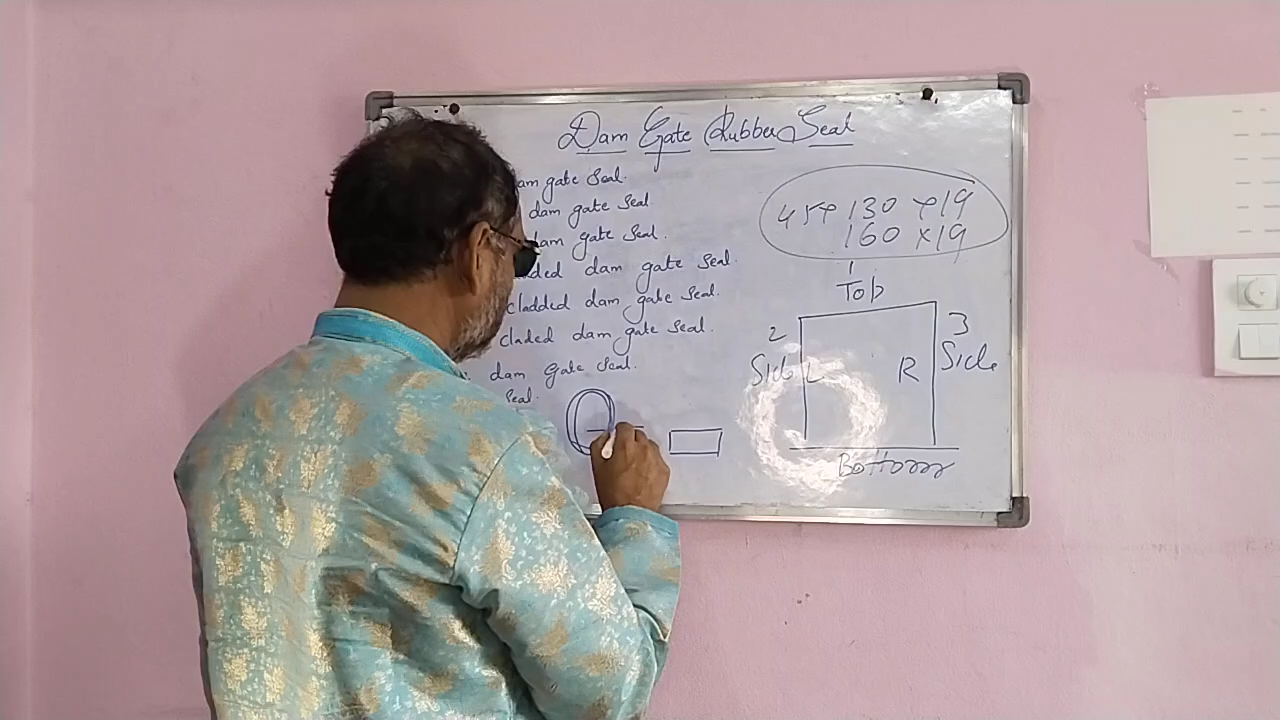 Dam Gate Rubber Seal
am gate Seal.
dam gate Seal
dam gate Seal.
ded dam gate Seal.
cladded dam gate Seal.
claded dam gate Seal.
dam gate Seal.
Seal.
45 x 130 x 19
160 x 19
1
Top
2
Side L
R
3
Side
Bottom